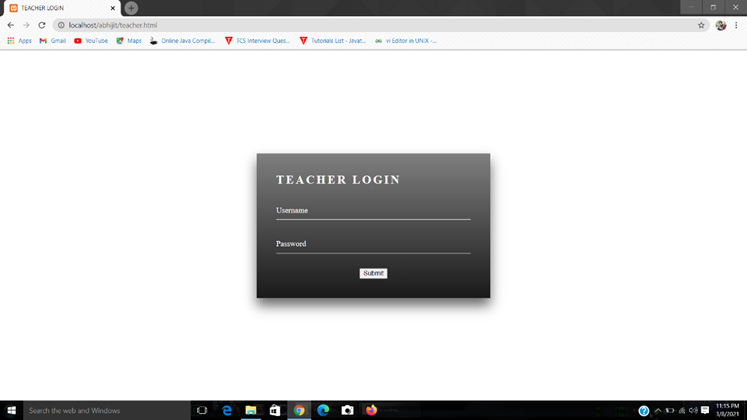 TEACHER LOGIN
localhost/abhijit/teacher.html
Apps Gmail YouTube Maps Online Java Compil... TCS Interview Ques... Tutorials List - Javat... vi Editor in UNIX -...
TEACHER LOGIN
Username
Password
Submit
Search the web and Windows
11:15 PM
3/8/2021